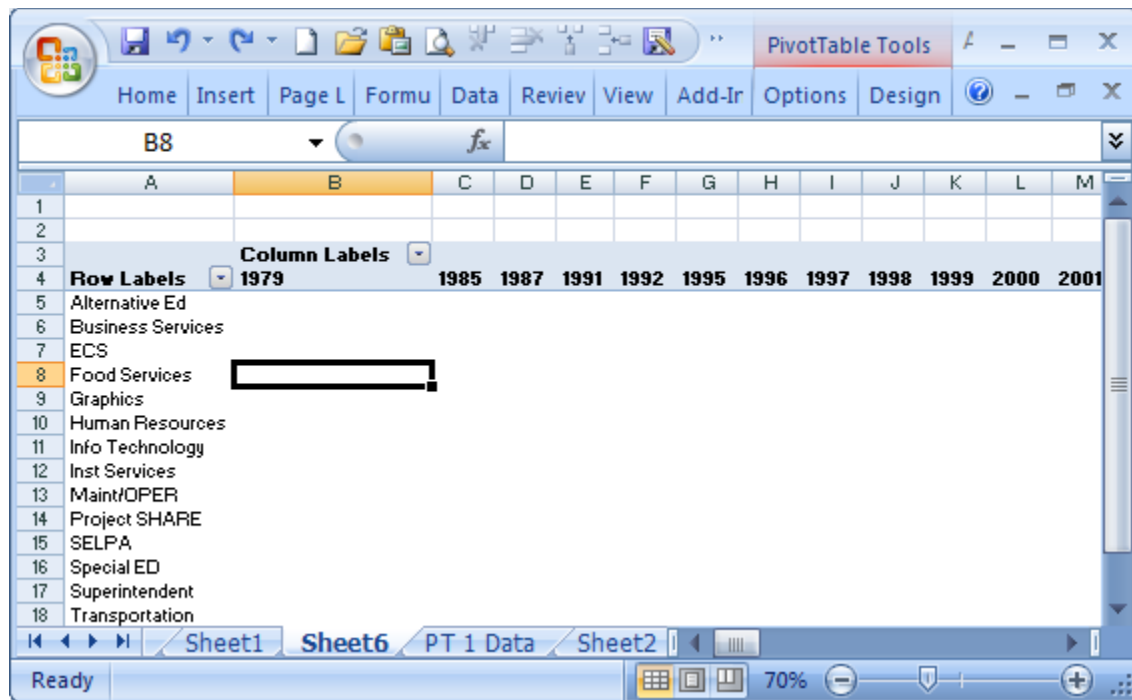 PivotTable Tools
Home Insert Page L Formu Data Reviev View Add-Ir Options Design
B8 fx
A B C D E F G H I J K L M
1
2
3 Column Labels
4 Row Labels 1979 1985 1987 1991 1992 1995 1996 1997 1998 1999 2000 2001
5 Alternative Ed
6 Business Services
7 ECS
8 Food Services
9 Graphics
10 Human Resources
11 Info Technology
12 Inst Services
13 Maint/OPER
14 Project SHARE
15 SELPA
16 Special ED
17 Superintendent
18 Transportation
Sheet1 Sheet6 PT 1 Data Sheet2
Ready 70%